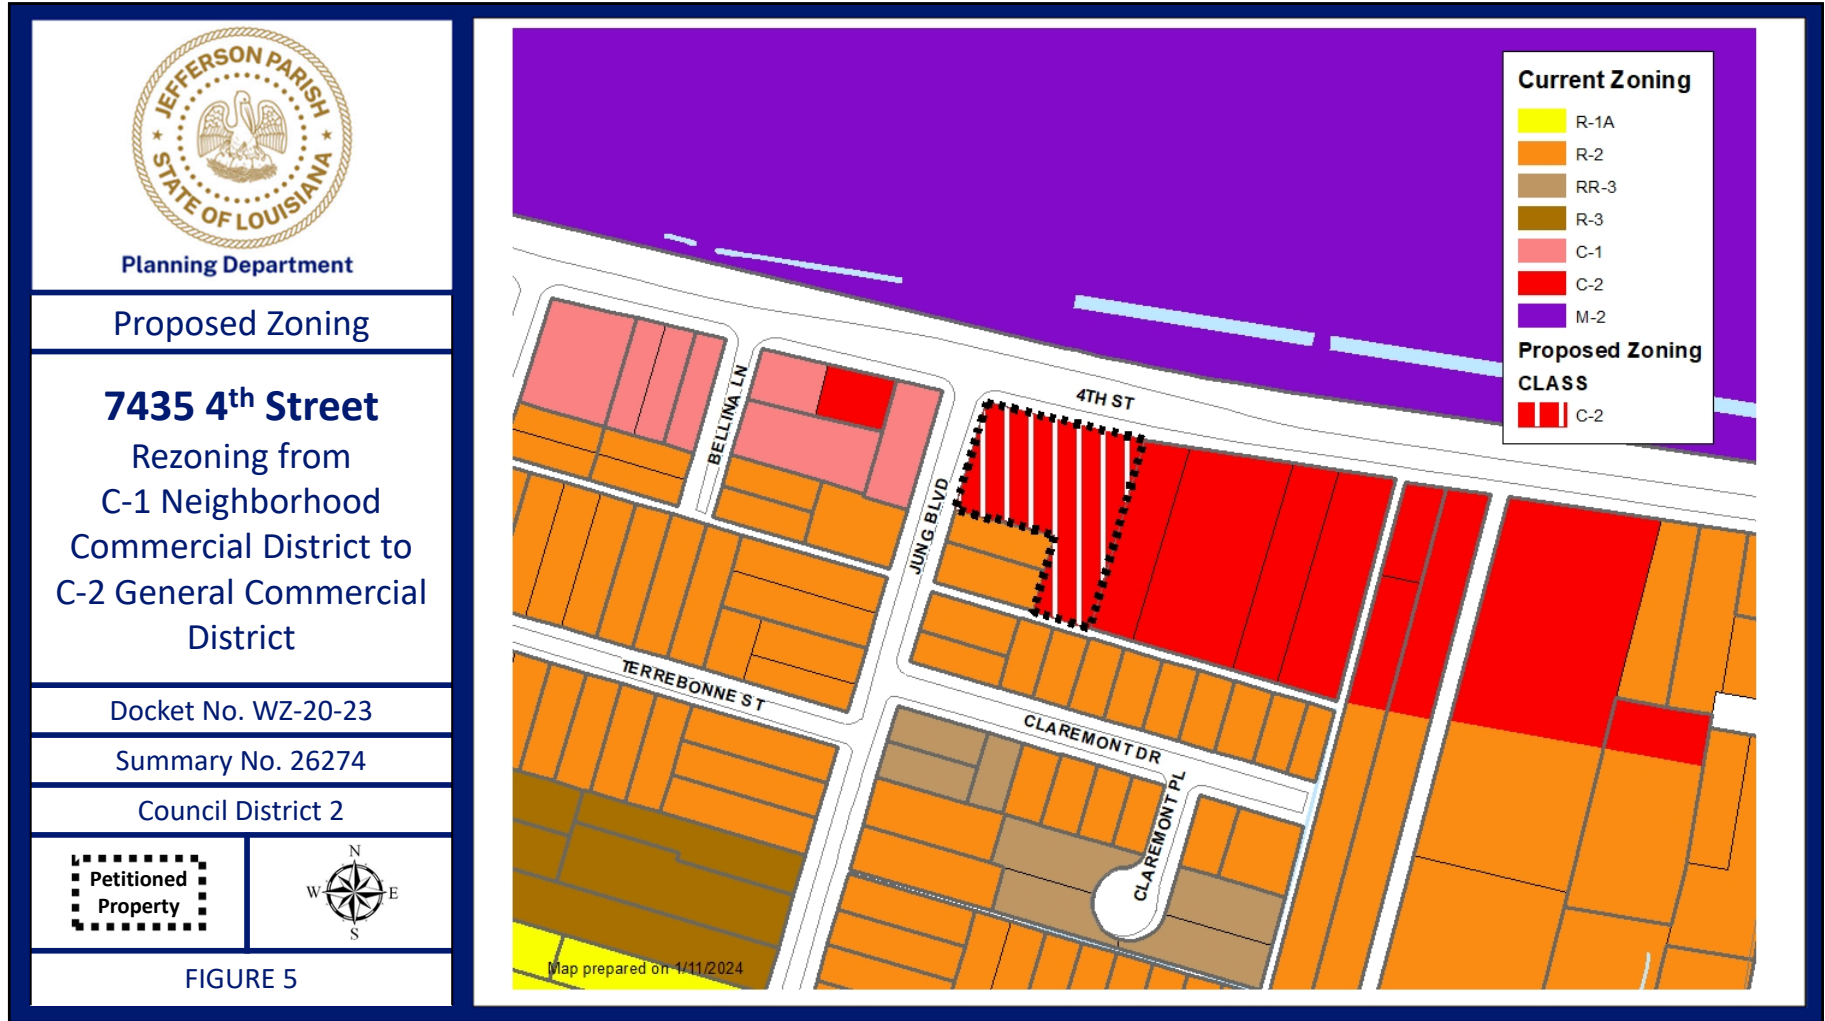 JEFFERSON PARISH
STATE OF LOUISIANA
Planning Department
Proposed Zoning
7435 4th Street
Rezoning from
C-1 Neighborhood
Commercial District to
C-2 General Commercial
District
Docket No. WZ-20-23
Summary No. 26274
Council District 2
Petitioned
Property
N
W
E
S
FIGURE 5
Current Zoning
R-1A
R-2
RR-3
R-3
C-1
C-2
M-2
Proposed Zoning
CLASS
C-2
4TH ST
BELLINA LN
JUNG BLVD
TERREBONNE ST
CLAREMONT DR
CLAREMONT PL
Map prepared on 1/11/2024